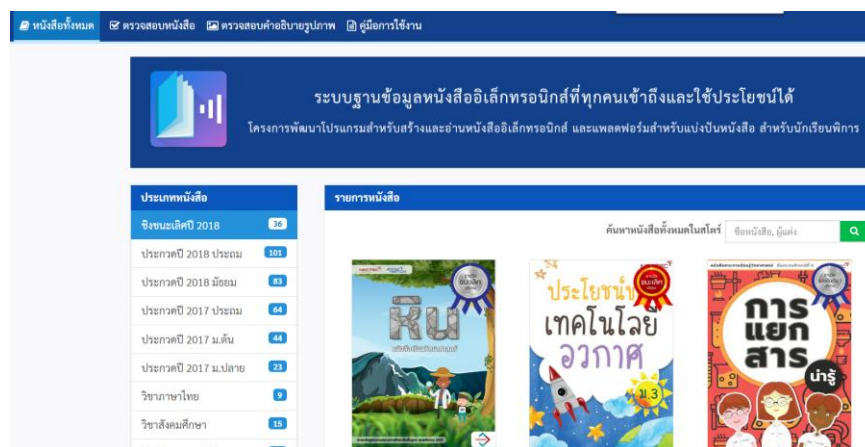 หนังสือทั้งหมด ตรวจสอบหนังสือ ตรวจสอบคำอธิบายรูปภาพ คู่มือการใช้งาน
ระบบฐานข้อมูลหนังสืออิเล็กทรอนิกส์ที่ทุกคนเข้าถึงและใช้ประโยชน์ได้
โครงการพัฒนาโปรแกรมสำหรับสร้างและอ่านหนังสืออิเล็กทรอนิกส์ และแพลตฟอร์มสำหรับแบ่งปันหนังสือ สำหรับนักเรียนพิการ
ประเภทหนังสือ
ชิงชนะเลิศปี 2018 36
ประกวดปี 2018 ประถม 101
ประกวดปี 2018 มัธยม 83
ประกวดปี 2017 ประถม 64
ประกวดปี 2017 ม.ต้น 44
ประกวดปี 2017 ม.ปลาย 23
วิชาภาษาไทย 9
วิชาสังคมศึกษา 15
รายการหนังสือ
ค้นหาหนังสือทั้งหมดในสโตร์ ชื่อหนังสือ, ผู้แต่ง
หิน
ประโยชน์
เทคโนโลยี
อวกาศ
ม.3
การ
แยก
สาร
น่ารู้